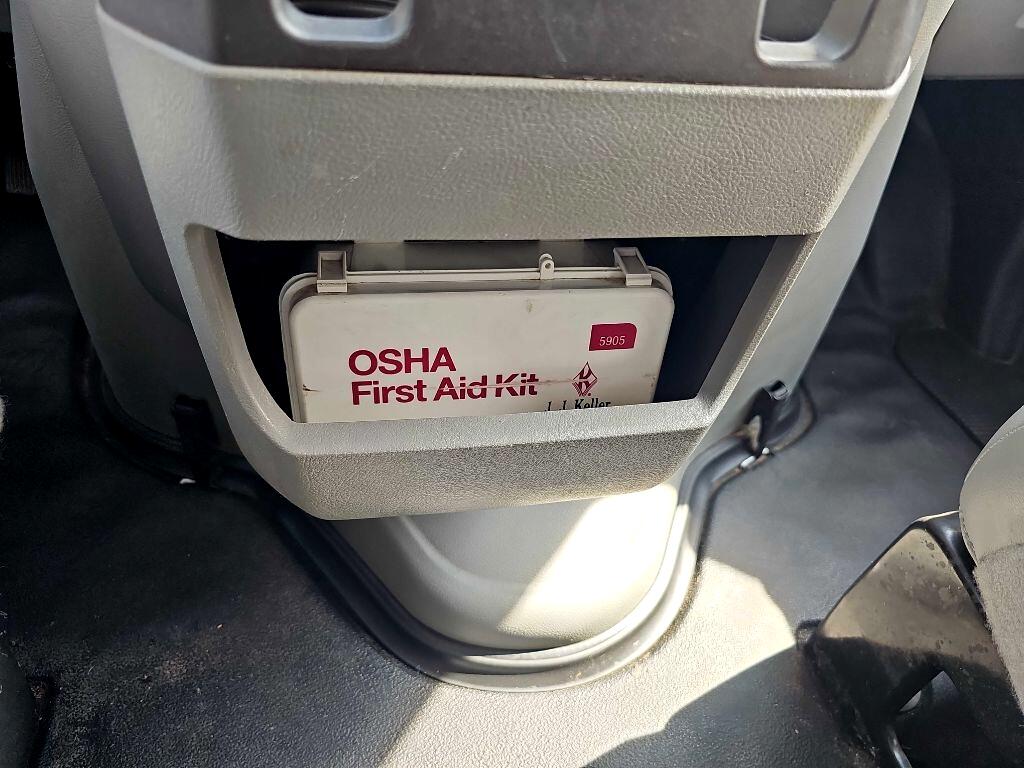 5905
OSHA
First Aid Kit
J. J. Keller